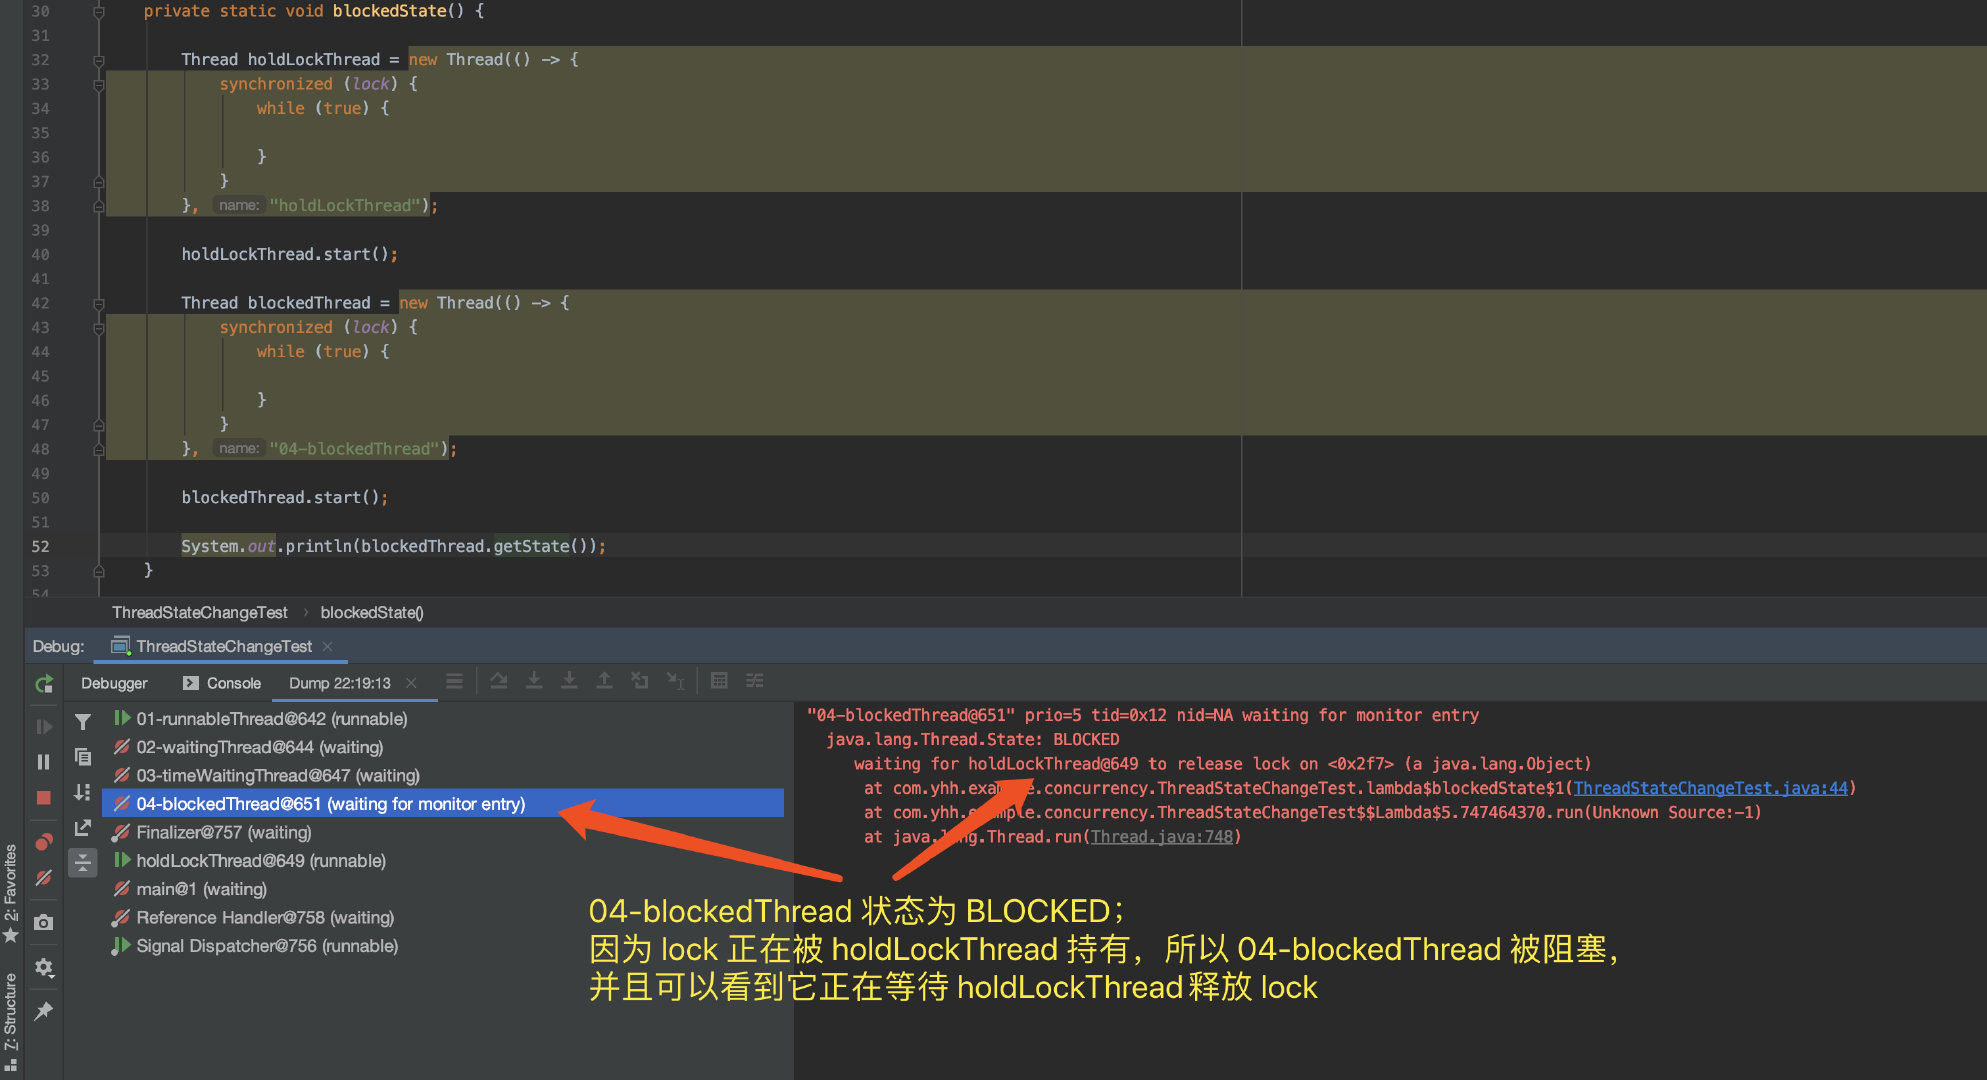 30 private static void blockedState() {
31
32 Thread holdLockThread = new Thread(() -> {
33 synchronized (lock) {
34 while (true) {
35
36 }
37 }
38 }, name: "holdLockThread");
39
40 holdLockThread.start();
41
42 Thread blockedThread = new Thread(() -> {
43 synchronized (lock) {
44 while (true) {
45
46 }
47 }
48 }, name: "04-blockedThread");
49
50 blockedThread.start();
51
52 System.out.println(blockedThread.getState());
53 }
54
ThreadStateChangeTest › blockedState()
Debug: ThreadStateChangeTest
Debugger Console Dump 22:19:13
01-runnableThread@642 (runnable)
02-waitingThread@644 (waiting)
03-timeWaitingThread@647 (waiting)
04-blockedThread@651 (waiting for monitor entry)
Finalizer@757 (waiting)
holdLockThread@649 (runnable)
main@1 (waiting)
Reference Handler@758 (waiting)
Signal Dispatcher@756 (runnable)
"04-blockedThread@651" prio=5 tid=0x12 nid=NA waiting for monitor entry
java.lang.Thread.State: BLOCKED
waiting for holdLockThread@649 to release lock on <0x2f7> (a java.lang.Object)
at com.yhh.example.concurrency.ThreadStateChangeTest.lambda$blockedState$1(ThreadStateChangeTest.java:44)
at com.yhh.example.concurrency.ThreadStateChangeTest$$Lambda$5.747464370.run(Unknown Source:-1)
at java.lang.Thread.run(Thread.java:748)
04-blockedThread 状态为 BLOCKED；
因为 lock 正在被 holdLockThread 持有，所以 04-blockedThread 被阻塞，
并且可以看到它正在等待 holdLockThread 释放 lock
2: Favorites
7: Structure